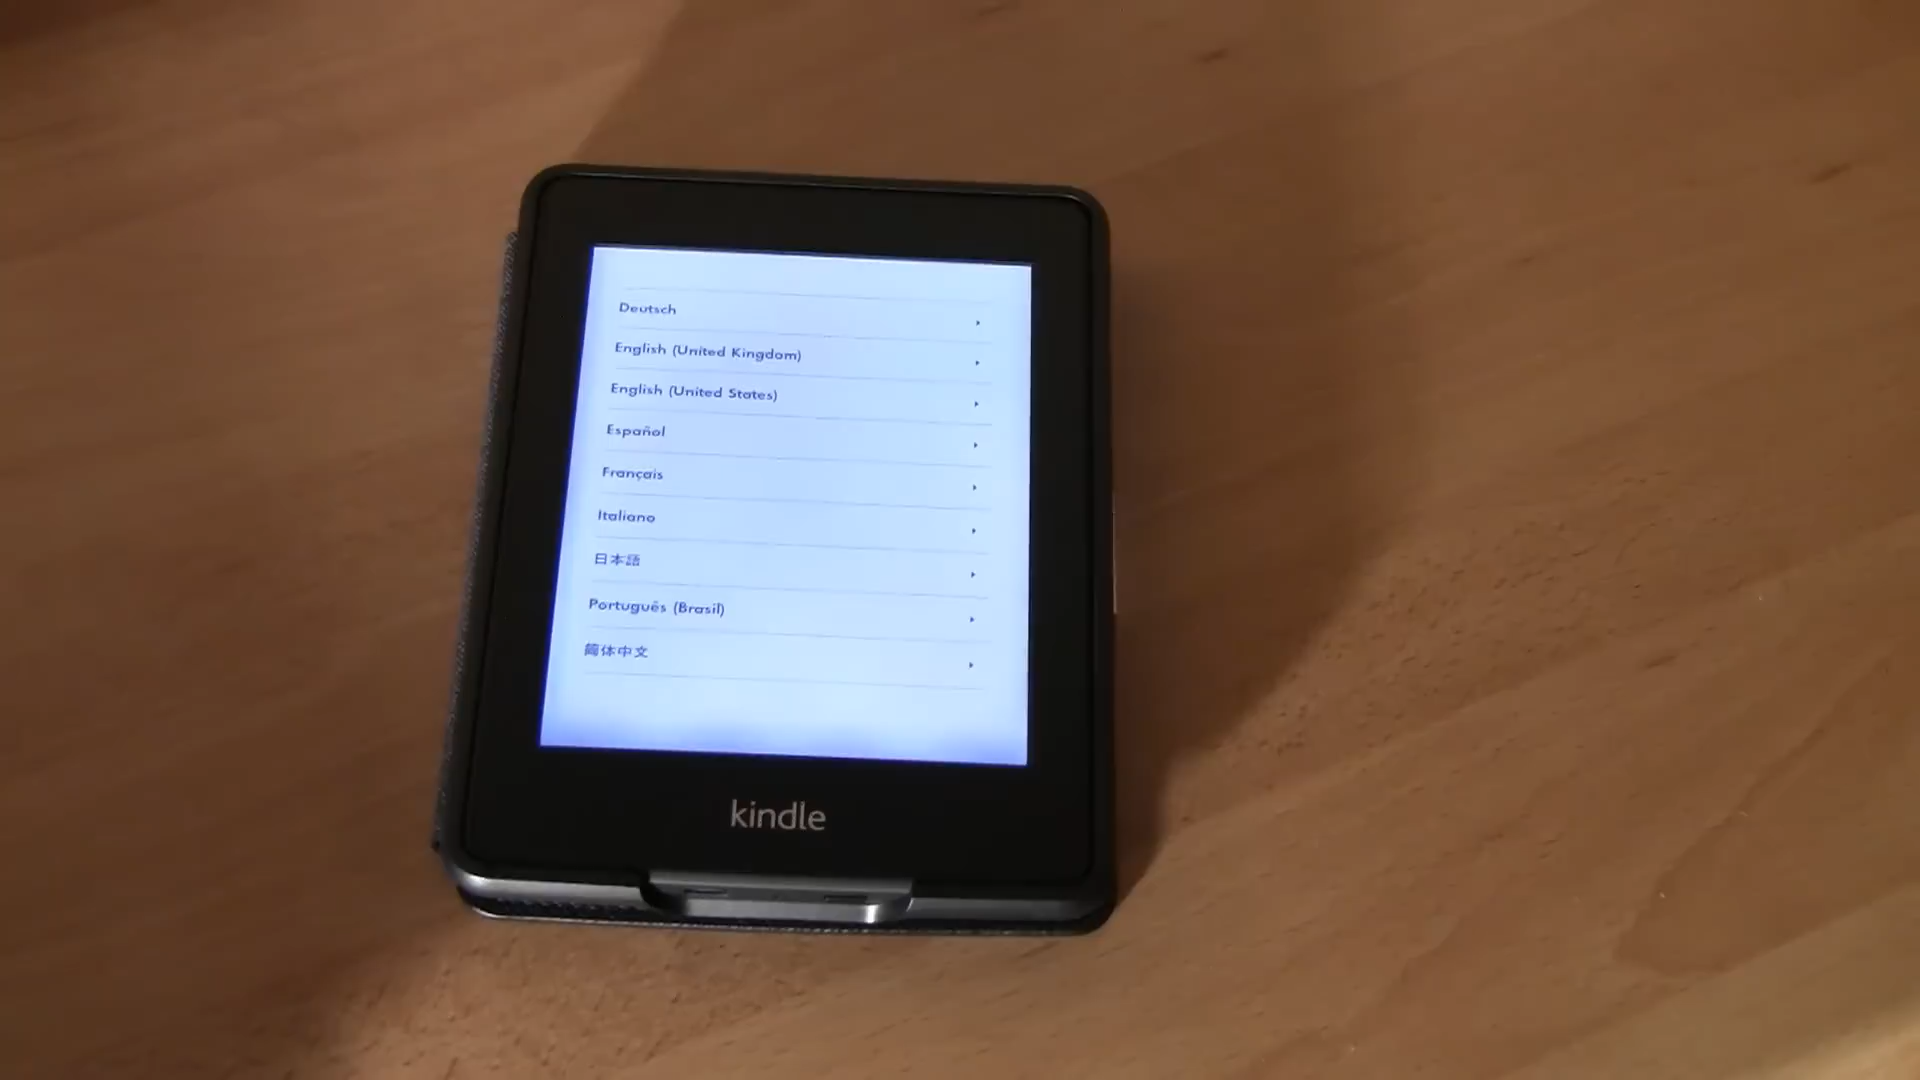 Deutsch
English (United Kingdom)
English (United States)
Español
Français
Italiano
日本語
Português (Brasil)
简体中文
kindle